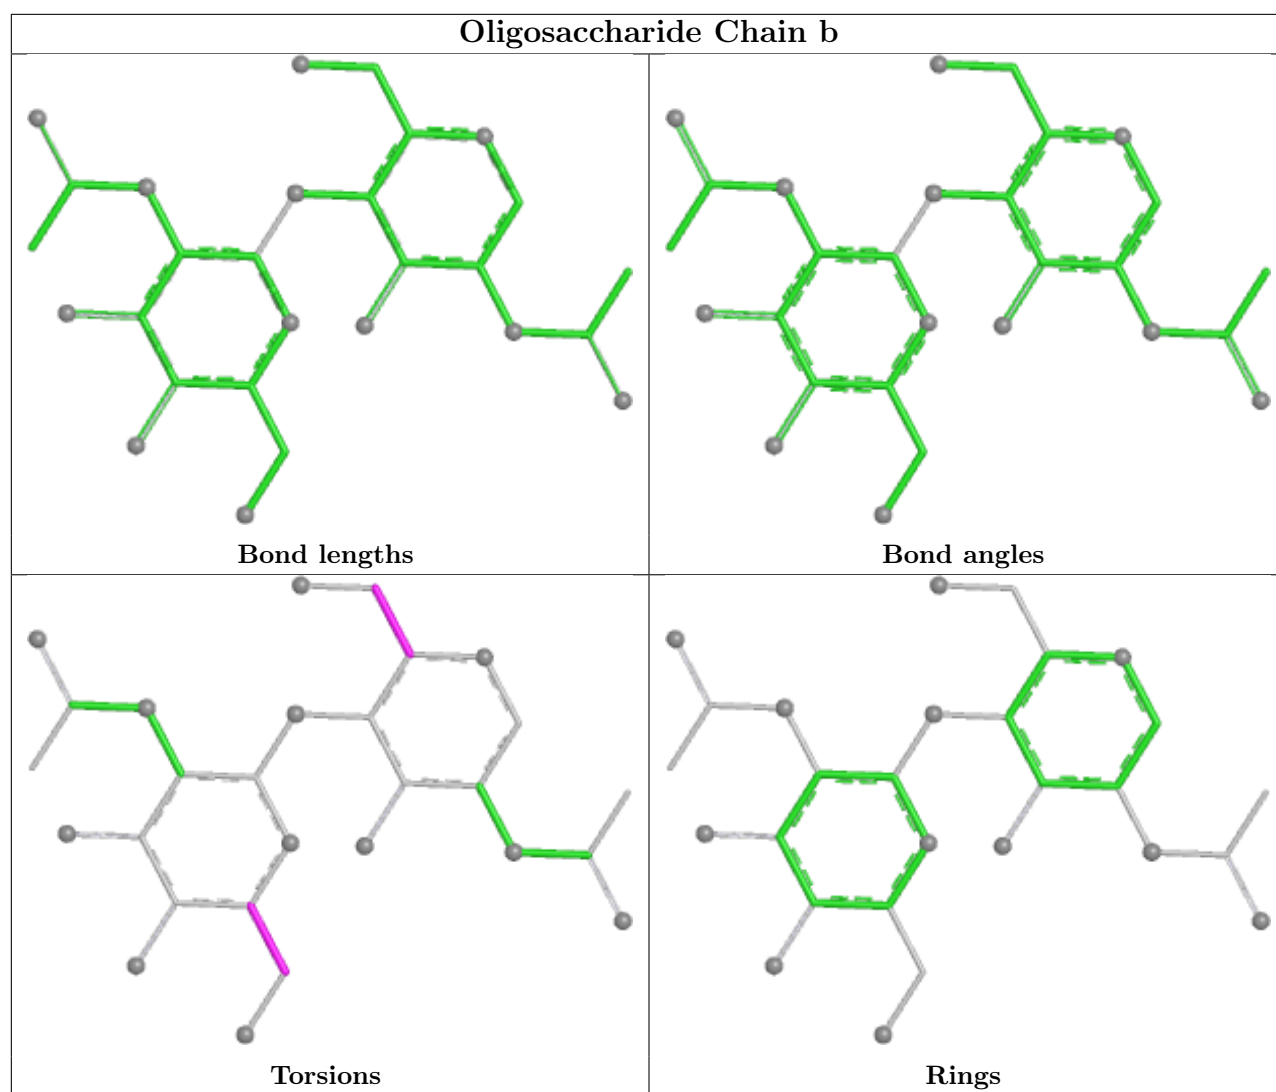 Oligosaccharide Chain b
Bond lengths
Bond angles
Torsions
Rings